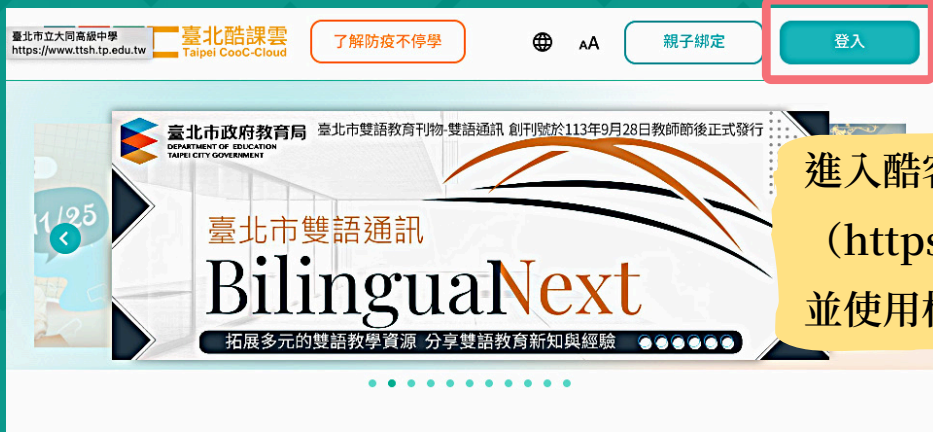 臺北市立大同高級中學
https://www.ttsh.tp.edu.tw
臺北酷課雲
Taipei CooC-Cloud
了解防疫不停學
AA
親子綁定
登入
臺北市政府教育局
DEPARTMENT OF EDUCATION
TAIPEI CITY GOVERNMENT
臺北市雙語教育刊物-雙語通訊 創刊號於113年9月28日教師節後正式發行
11/25
臺北市雙語通訊
BilingualNext
拓展多元的雙語教學資源 分享雙語教育新知與經驗
進入酷
（https
並使用